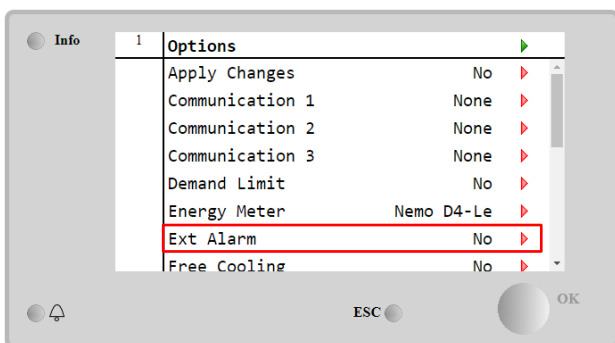 Info
1 Options
Apply Changes No
Communication 1 None
Communication 2 None
Communication 3 None
Demand Limit No
Energy Meter Nemo D4-Le
Ext Alarm No
Free Cooling No
ESC
OK